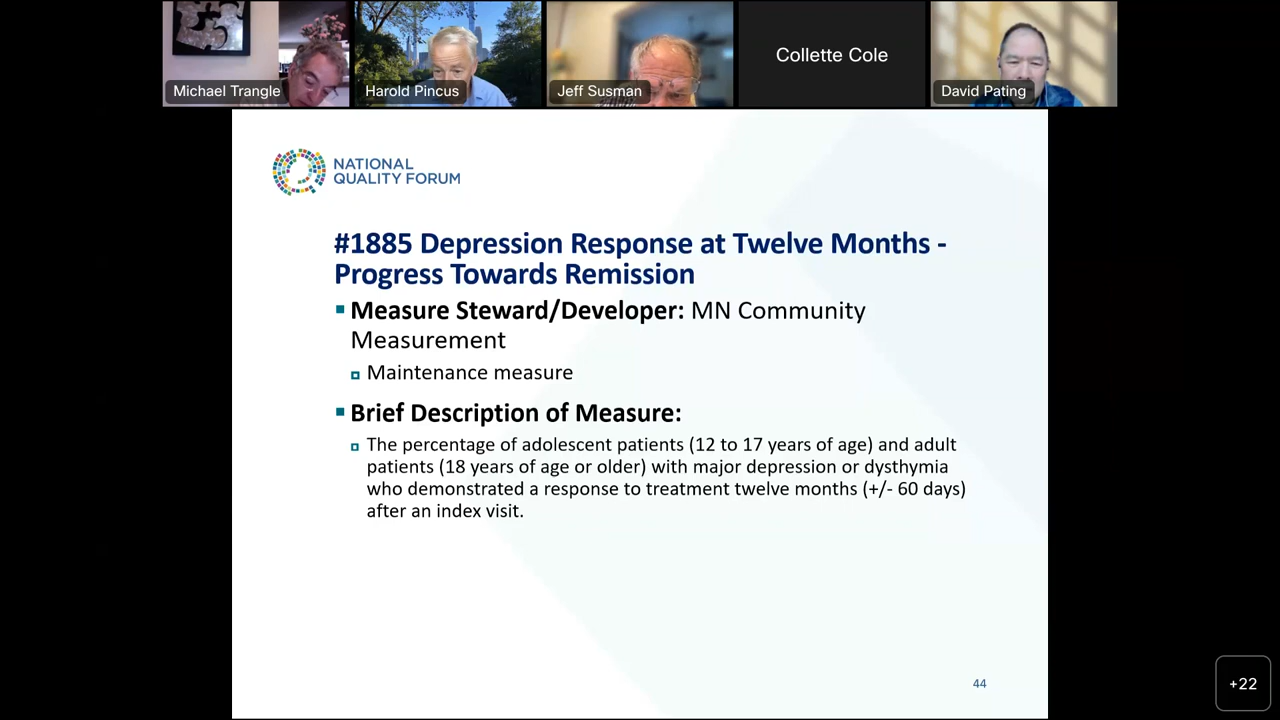 Michael Trangle
Harold Pincus
Jeff Susman
Collette Cole
David Pating
NATIONAL
QUALITY FORUM
#1885 Depression Response at Twelve Months -
Progress Towards Remission
Measure Steward/Developer: MN Community
Measurement
Maintenance measure
Brief Description of Measure:
The percentage of adolescent patients (12 to 17 years of age) and adult
patients (18 years of age or older) with major depression or dysthymia
who demonstrated a response to treatment twelve months (+/- 60 days)
after an index visit.
44
+22